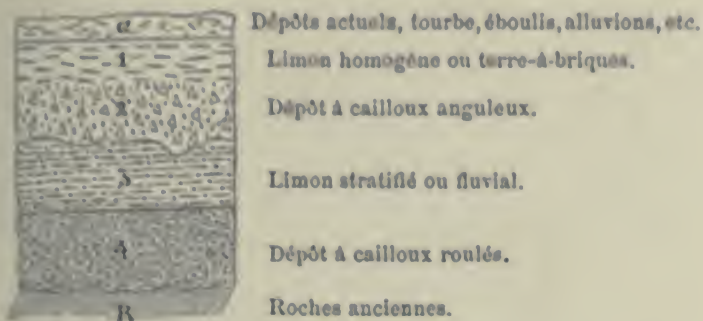 a Dépôts actuels, tourbe, éboulis, alluvions, etc.
1 Limon homogène ou terre-à-briques.
2 Dépôt à cailloux anguleux.
3 Limon stratifié ou fluvial.
4 Dépôt à cailloux roulés.
R Roches anciennes.